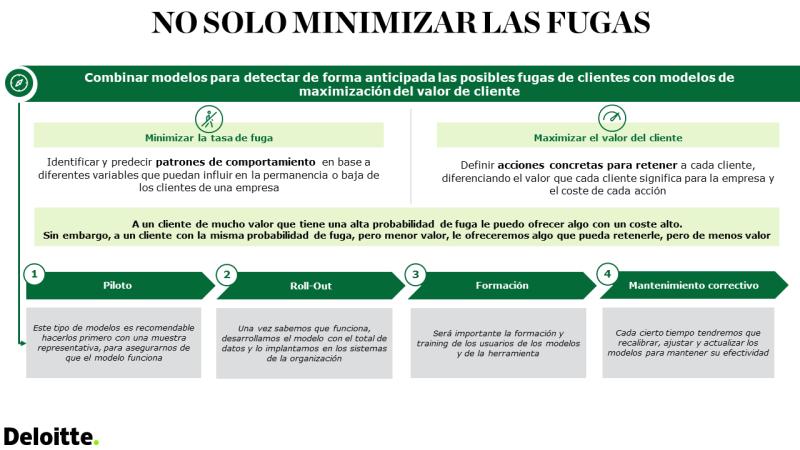 NO SOLO MINIMIZAR LAS FUGAS
Combinar modelos para detectar de forma anticipada las posibles fugas de clientes con modelos de
maximización del valor de cliente
Minimizar la tasa de fuga
Identificar y predecir patrones de comportamiento en base a
diferentes variables que puedan influir en la permanencia o baja de
los clientes de una empresa
Maximizar el valor del cliente
Definir acciones concretas para retener a cada cliente,
diferenciando el valor que cada cliente significa para la empresa y
el coste de cada acción
A un cliente de mucho valor que tiene una alta probabilidad de fuga le puedo ofrecer algo con un coste alto.
Sin embargo, a un cliente con la misma probabilidad de fuga, pero menor valor, le ofreceremos algo que pueda retenerle, pero de menos valor
1
Piloto
Este tipo de modelos es recomendable
hacerlos primero con una muestra
representativa, para asegurarnos de
que el modelo funciona
2
Roll-Out
Una vez sabemos que funciona,
desarrollamos el modelo con el total de
datos y lo implantamos en los sistemas
de la organización
3
Formación
Será importante la formación y
training de los usuarios de los modelos
y de la herramienta
4
Mantenimiento correctivo
Cada cierto tiempo tendremos que
recalibrar, ajustar y actualizar los
modelos para mantener su efectividad
Deloitte.